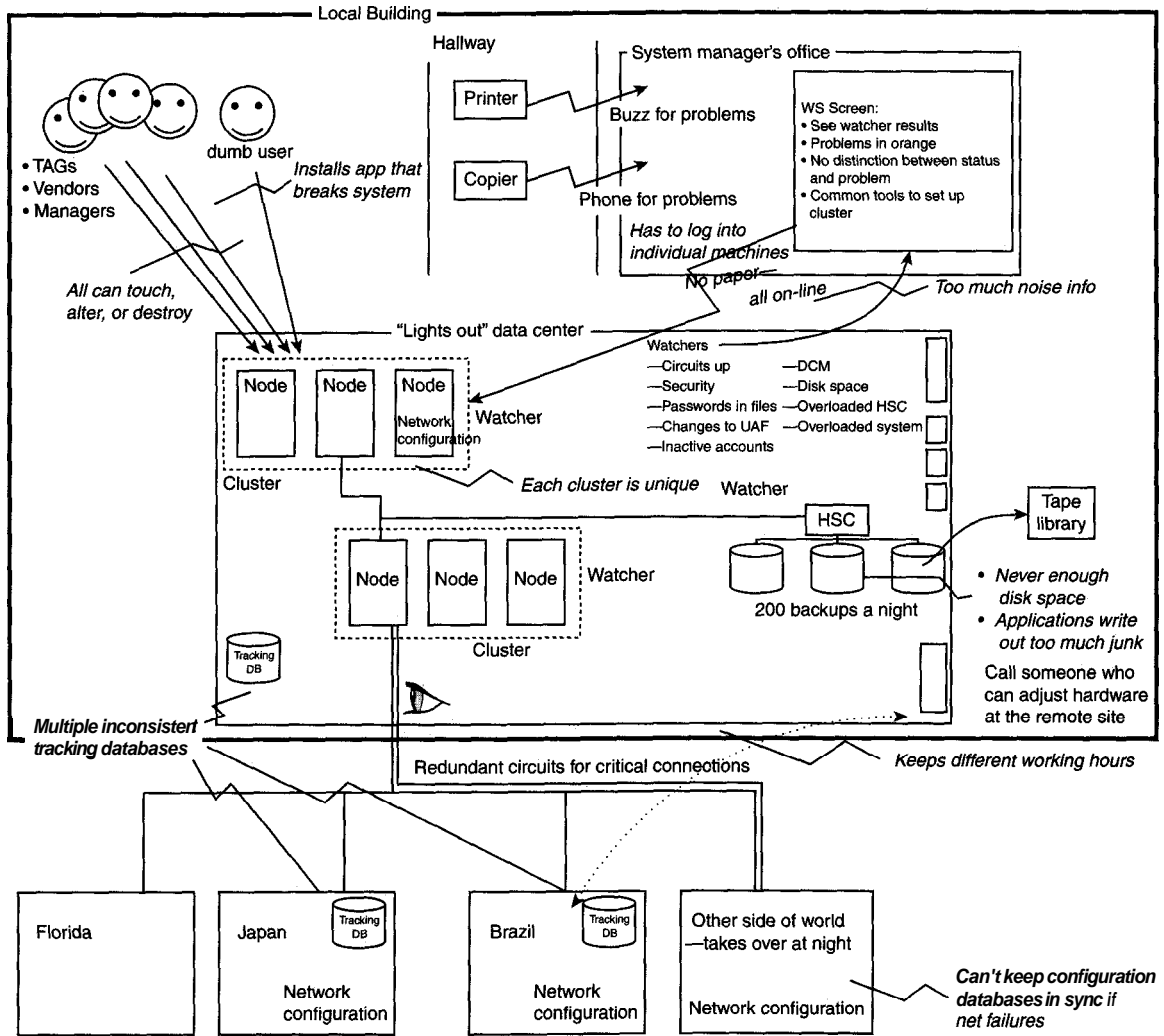 Local Building
Hallway
System manager's office
Printer
Buzz for problems
Copier
Phone for problems
WS Screen:
• See watcher results
• Problems in orange
• No distinction between status
and problem
• Common tools to set up
cluster
dumb user
• TAGs
• Vendors
• Managers
Installs app that
breaks system
All can touch,
alter, or destroy
Has to log into
individual machines
No paper—
all on-line
Too much noise info
"Lights out" data center
Node
Node
Node
Network
configuration
Watcher
Cluster
Each cluster is unique
Watchers
—Circuits up
—Security
—Passwords in files
—Changes to UAF
—Inactive accounts
—DCM
—Disk space
—Overloaded HSC
—Overloaded system
Watcher
HSC
Tape
library
200 backups a night
• Never enough
disk space
• Applications write
out too much junk
Node
Node
Node
Watcher
Cluster
Tracking
DB
Call someone who
can adjust hardware
at the remote site
Multiple inconsistent
tracking databases
Keeps different working hours
Redundant circuits for critical connections
Florida
Japan
Tracking
DB
Network
configuration
Brazil
Tracking
DB
Network
configuration
Other side of world
—takes over at night
Network configuration
Can't keep configuration
databases in sync if
net failures